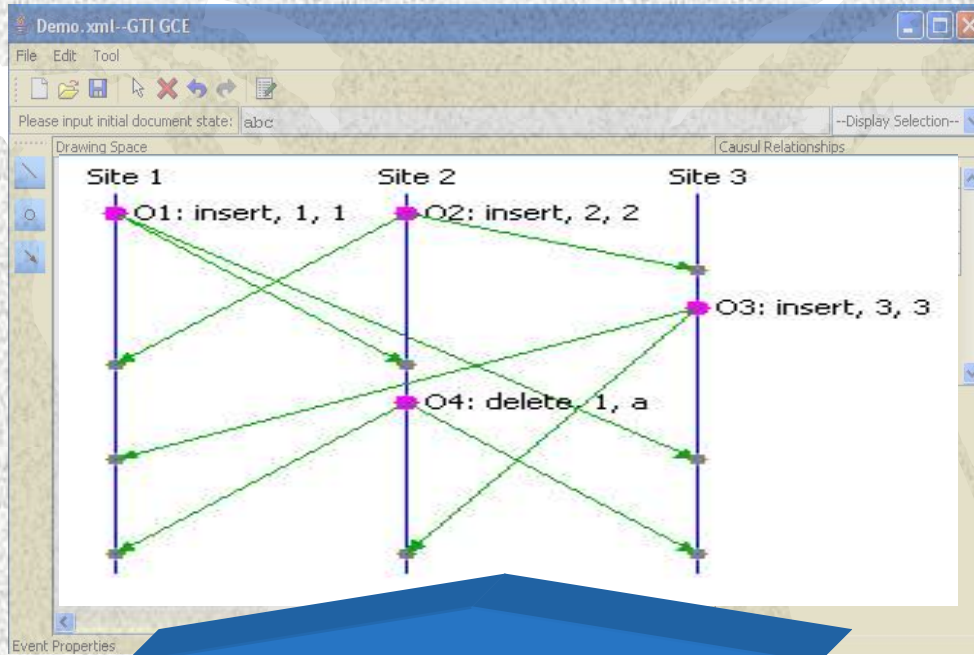 Demo.xml--GTI GCE
File Edit Tool
Please input initial document state: abc --Display Selection--
Drawing Space Causul Relationships
Site 1 Site 2 Site 3
O1: insert, 1, 1 O2: insert, 2, 2
O3: insert, 3, 3
O4: delete, 1, a
Event Properties